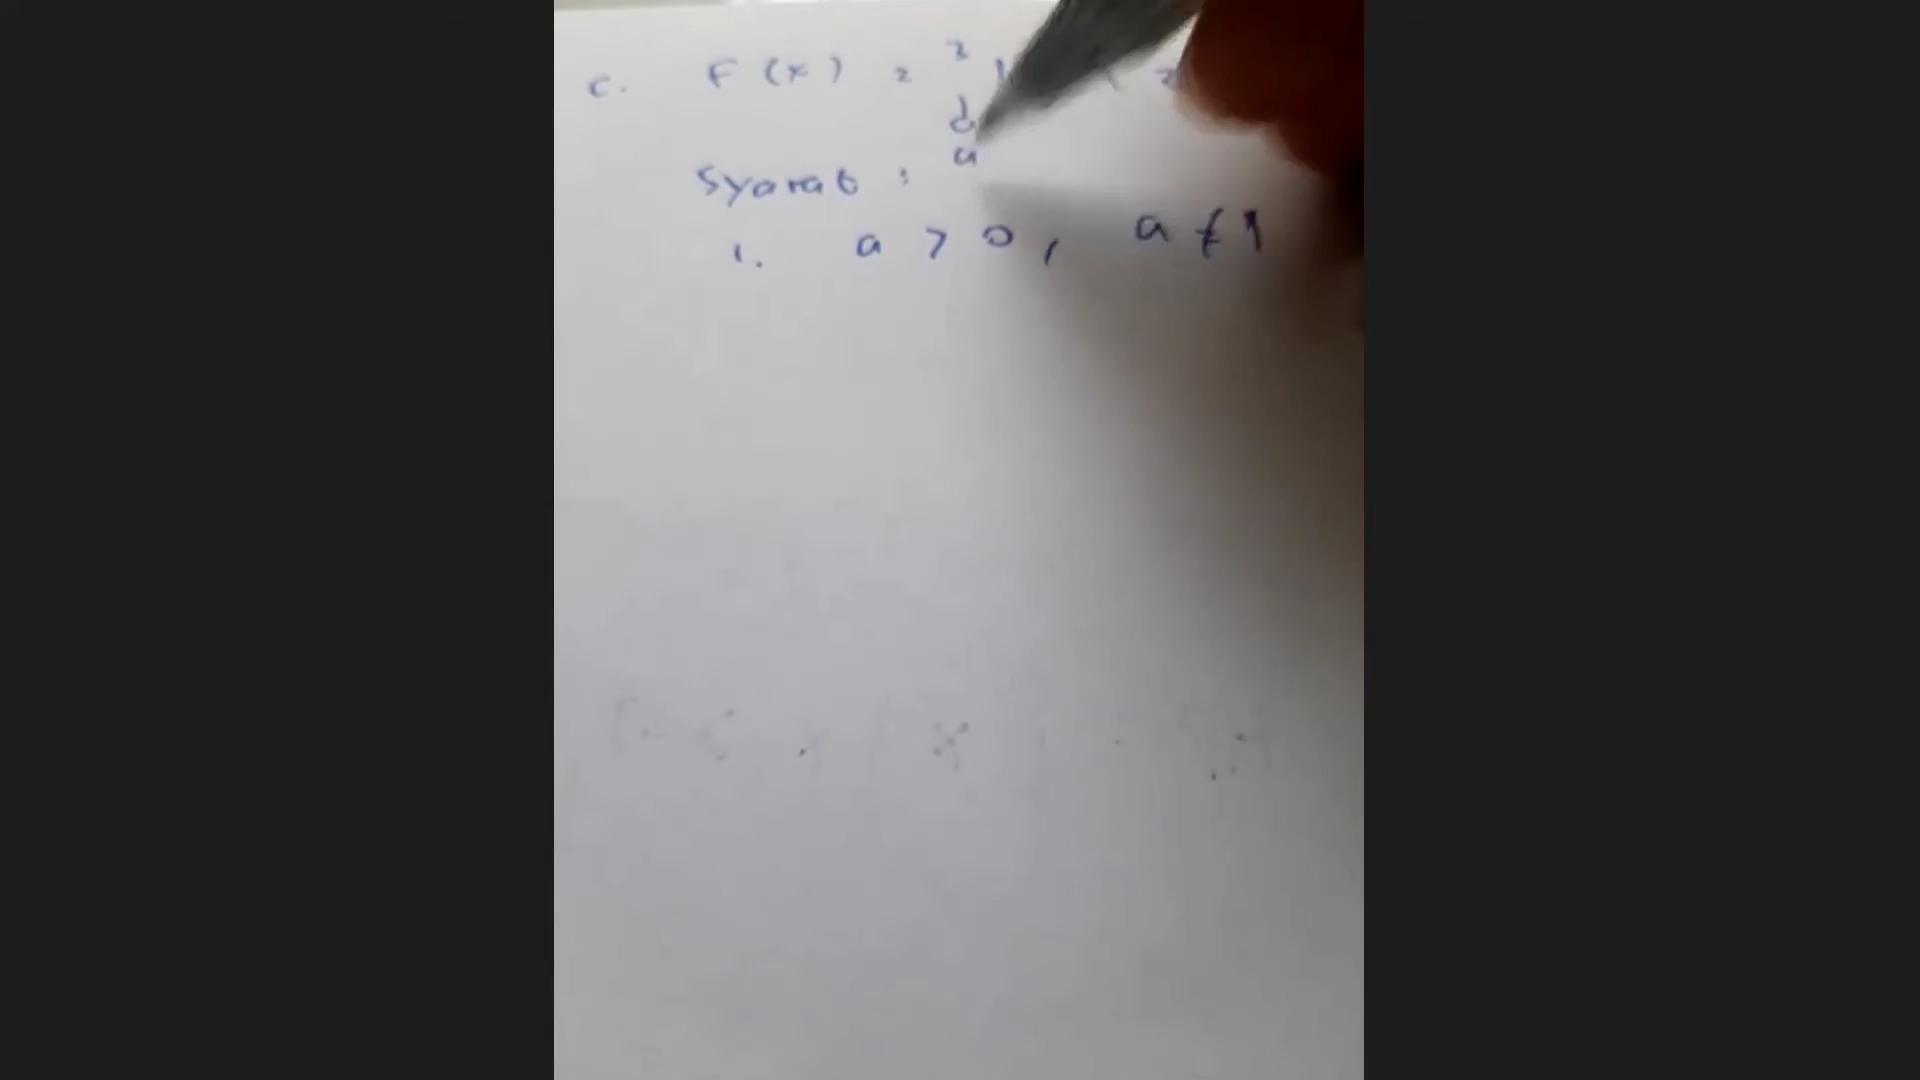 c. F(x) =
a
Syarat :
1. a > 0, a ≠ 1